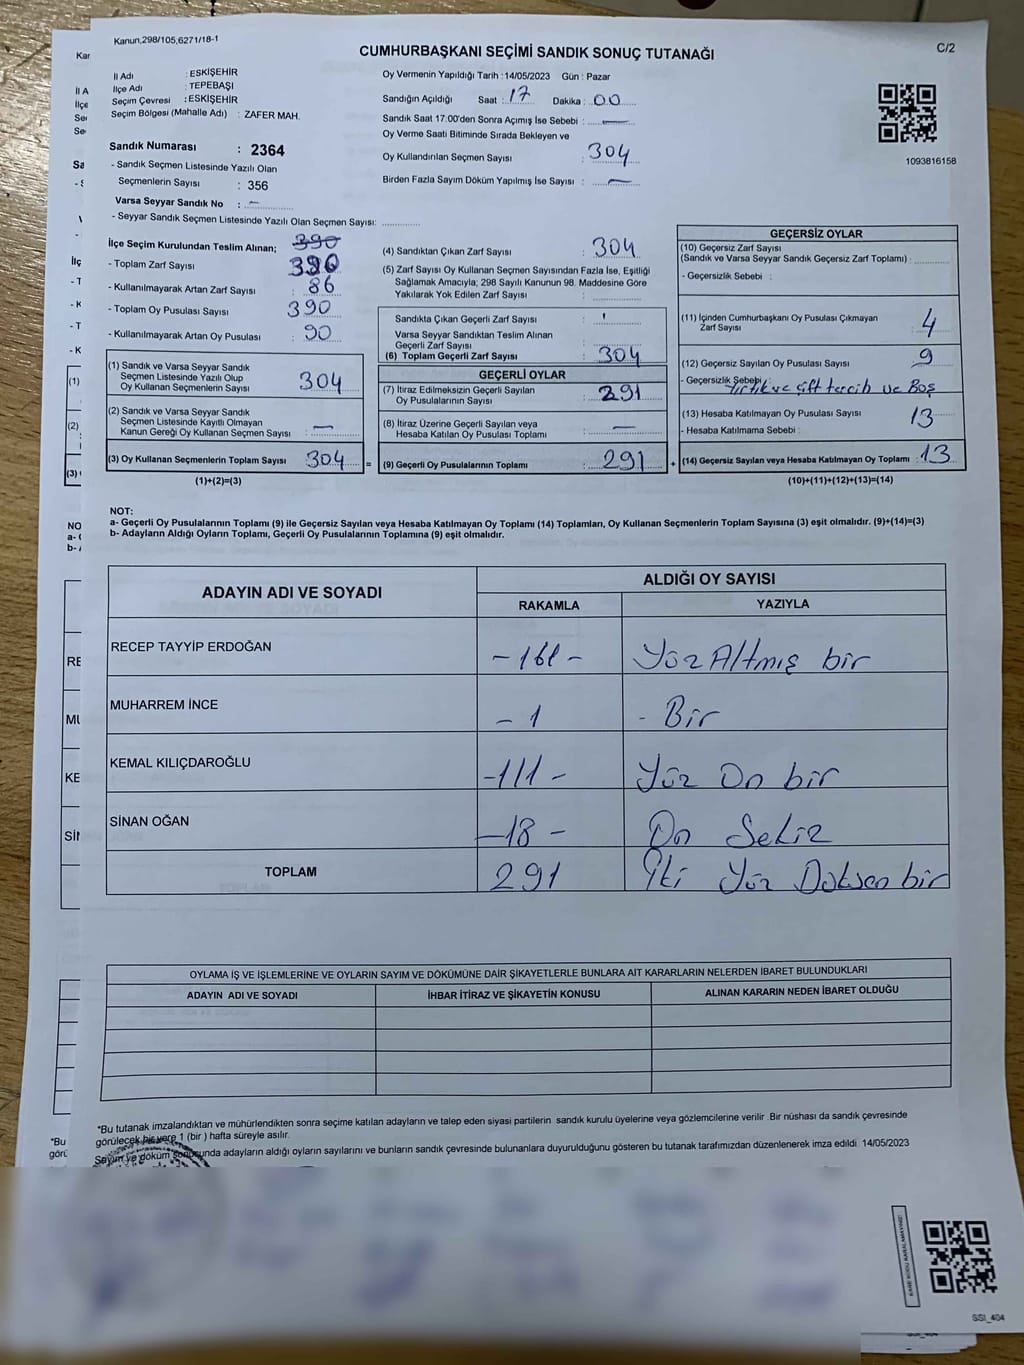 Kanun,298/105,6271/18-1
CUMHURBAŞKANI SEÇİMİ SANDIK SONUÇ TUTANAĞI
C/2
İl Adı : ESKİŞEHİR
İlçe Adı : TEPEBAŞI
Seçim Çevresi : ESKİŞEHİR
Seçim Bölgesi (Mahalle Adı) : ZAFER MAH.
Sandık Numarası : 2364
- Sandık Seçmen Listesinde Yazılı Olan
Seçmenlerin Sayısı : 356
Varsa Seyyar Sandık No : -
- Seyyar Sandık Seçmen Listesinde Yazılı Olan Seçmen Sayısı:
Oy Vermenin Yapıldığı Tarih : 14/05/2023 Gün : Pazar
Sandığın Açıldığı Saat : 17 Dakika : 00
Sandık Saat 17:00'den Sonra Açımış İse Sebebi : —
Oy Verme Saati Bitiminde Sırada Bekleyen ve
Oy Kullandırılan Seçmen Sayısı : 304
Birden Fazla Sayım Döküm Yapılmış İse Sayısı : —
1093816158
İlçe Seçim Kurulundan Teslim Alınan; 390
- Toplam Zarf Sayısı 390
- Kullanılmayarak Artan Zarf Sayısı : 86
- Toplam Oy Pusulası Sayısı 390
- Kullanılmayarak Artan Oy Pusulası : 90
(1) Sandık ve Varsa Seyyar Sandık
Seçmen Listesinde Yazılı Olup
Oy Kullanan Seçmenlerin Sayısı 304
(2) Sandık ve Varsa Seyyar Sandık
Seçmen Listesinde Kayıtlı Olmayan
Kanun Gereği Oy Kullanan Seçmen Sayısı : —
(3) Oy Kullanan Seçmenlerin Toplam Sayısı 304 =
(1)+(2)=(3)
(4) Sandıktan Çıkan Zarf Sayısı : 304
(5) Zarf Sayısı Oy Kullanan Seçmen Sayısından Fazla İse, Eşitliği
Sağlamak Amacıyla; 298 Sayılı Kanunun 98. Maddesine Göre
Yakılarak Yok Edilen Zarf Sayısı :
Sandıkta Çıkan Geçerli Zarf Sayısı :
Varsa Seyyar Sandıktan Teslim Alınan
Geçerli Zarf Sayısı :
(6) Toplam Geçerli Zarf Sayısı : 304
GEÇERLİ OYLAR
(7) İtiraz Edilmeksizin Geçerli Sayılan
Oy Pusulalarının Sayısı : 291
(8) İtiraz Üzerine Geçerli Sayılan veya
Hesaba Katılan Oy Pusulası Toplamı : —
(9) Geçerli Oy Pusulalarının Toplamı : 291 +
GEÇERSİZ OYLAR
(10) Geçersiz Zarf Sayısı
(Sandık ve Varsa Seyyar Sandık Geçersiz Zarf Toplamı) :
- Geçersizlik Sebebi :
(11) İçinden Cumhurbaşkanı Oy Pusulası Çıkmayan
Zarf Sayısı : 4
(12) Geçersiz Sayılan Oy Pusulası Sayısı : 9
- Geçersizlik Sebebi Yırtık ve çift tercih ve Boş
(13) Hesaba Katılmayan Oy Pusulası Sayısı : 13
- Hesaba Katılmama Sebebi :
(14) Geçersiz Sayılan veya Hesaba Katılmayan Oy Toplamı : 13
(10)+(11)+(12)+(13)=(14)
NOT:
a- Geçerli Oy Pusulalarının Toplamı (9) ile Geçersiz Sayılan veya Hesaba Katılmayan Oy Toplamı (14) Toplamları, Oy Kullanan Seçmenlerin Toplam Sayısına (3) eşit olmalıdır. (9)+(14)=(3)
b- Adayların Aldığı Oyların Toplamı, Geçerli Oy Pusulalarının Toplamına (9) eşit olmalıdır.
ADAYIN ADI VE SOYADI ALDIĞI OY SAYISI
RAKAMLA YAZIYLA
RECEP TAYYİP ERDOĞAN -161- Yüz Altmış bir
MUHARREM İNCE -1 - Bir
KEMAL KILIÇDAROĞLU -111- Yüz On bir
SİNAN OĞAN -18- On Sekiz
TOPLAM 291 İki Yüz Doksan bir
OYLAMA İŞ VE İŞLEMLERİNE VE OYLARIN SAYIM VE DÖKÜMÜNE DAİR ŞİKAYETLERLE BUNLARA AİT KARARLARIN NELERDEN İBARET BULUNDUKLARI
ADAYIN ADI VE SOYADI İHBAR İTİRAZ VE ŞİKAYETİN KONUSU ALINAN KARARIN NEDEN İBARET OLDUĞU
*Bu tutanak imzalandıktan ve mühürlendikten sonra seçime katılan adayların ve talep eden siyasi partilerin sandık kurulu üyelerine veya gözlemcilerine verilir .Bir nüshası da sandık çevresinde
görülecek bir yere 1 (bir ) hafta süreyle asılır.
Sayım ve döküm sonucunda adayların aldığı oyların sayılarını ve bunların sandık çevresinde bulunanlara duyurulduğunu gösteren bu tutanak tarafımızdan düzenlenerek imza edildi. 14/05/2023
KARE KODU KARALAMAYINIZ!
SSI_404